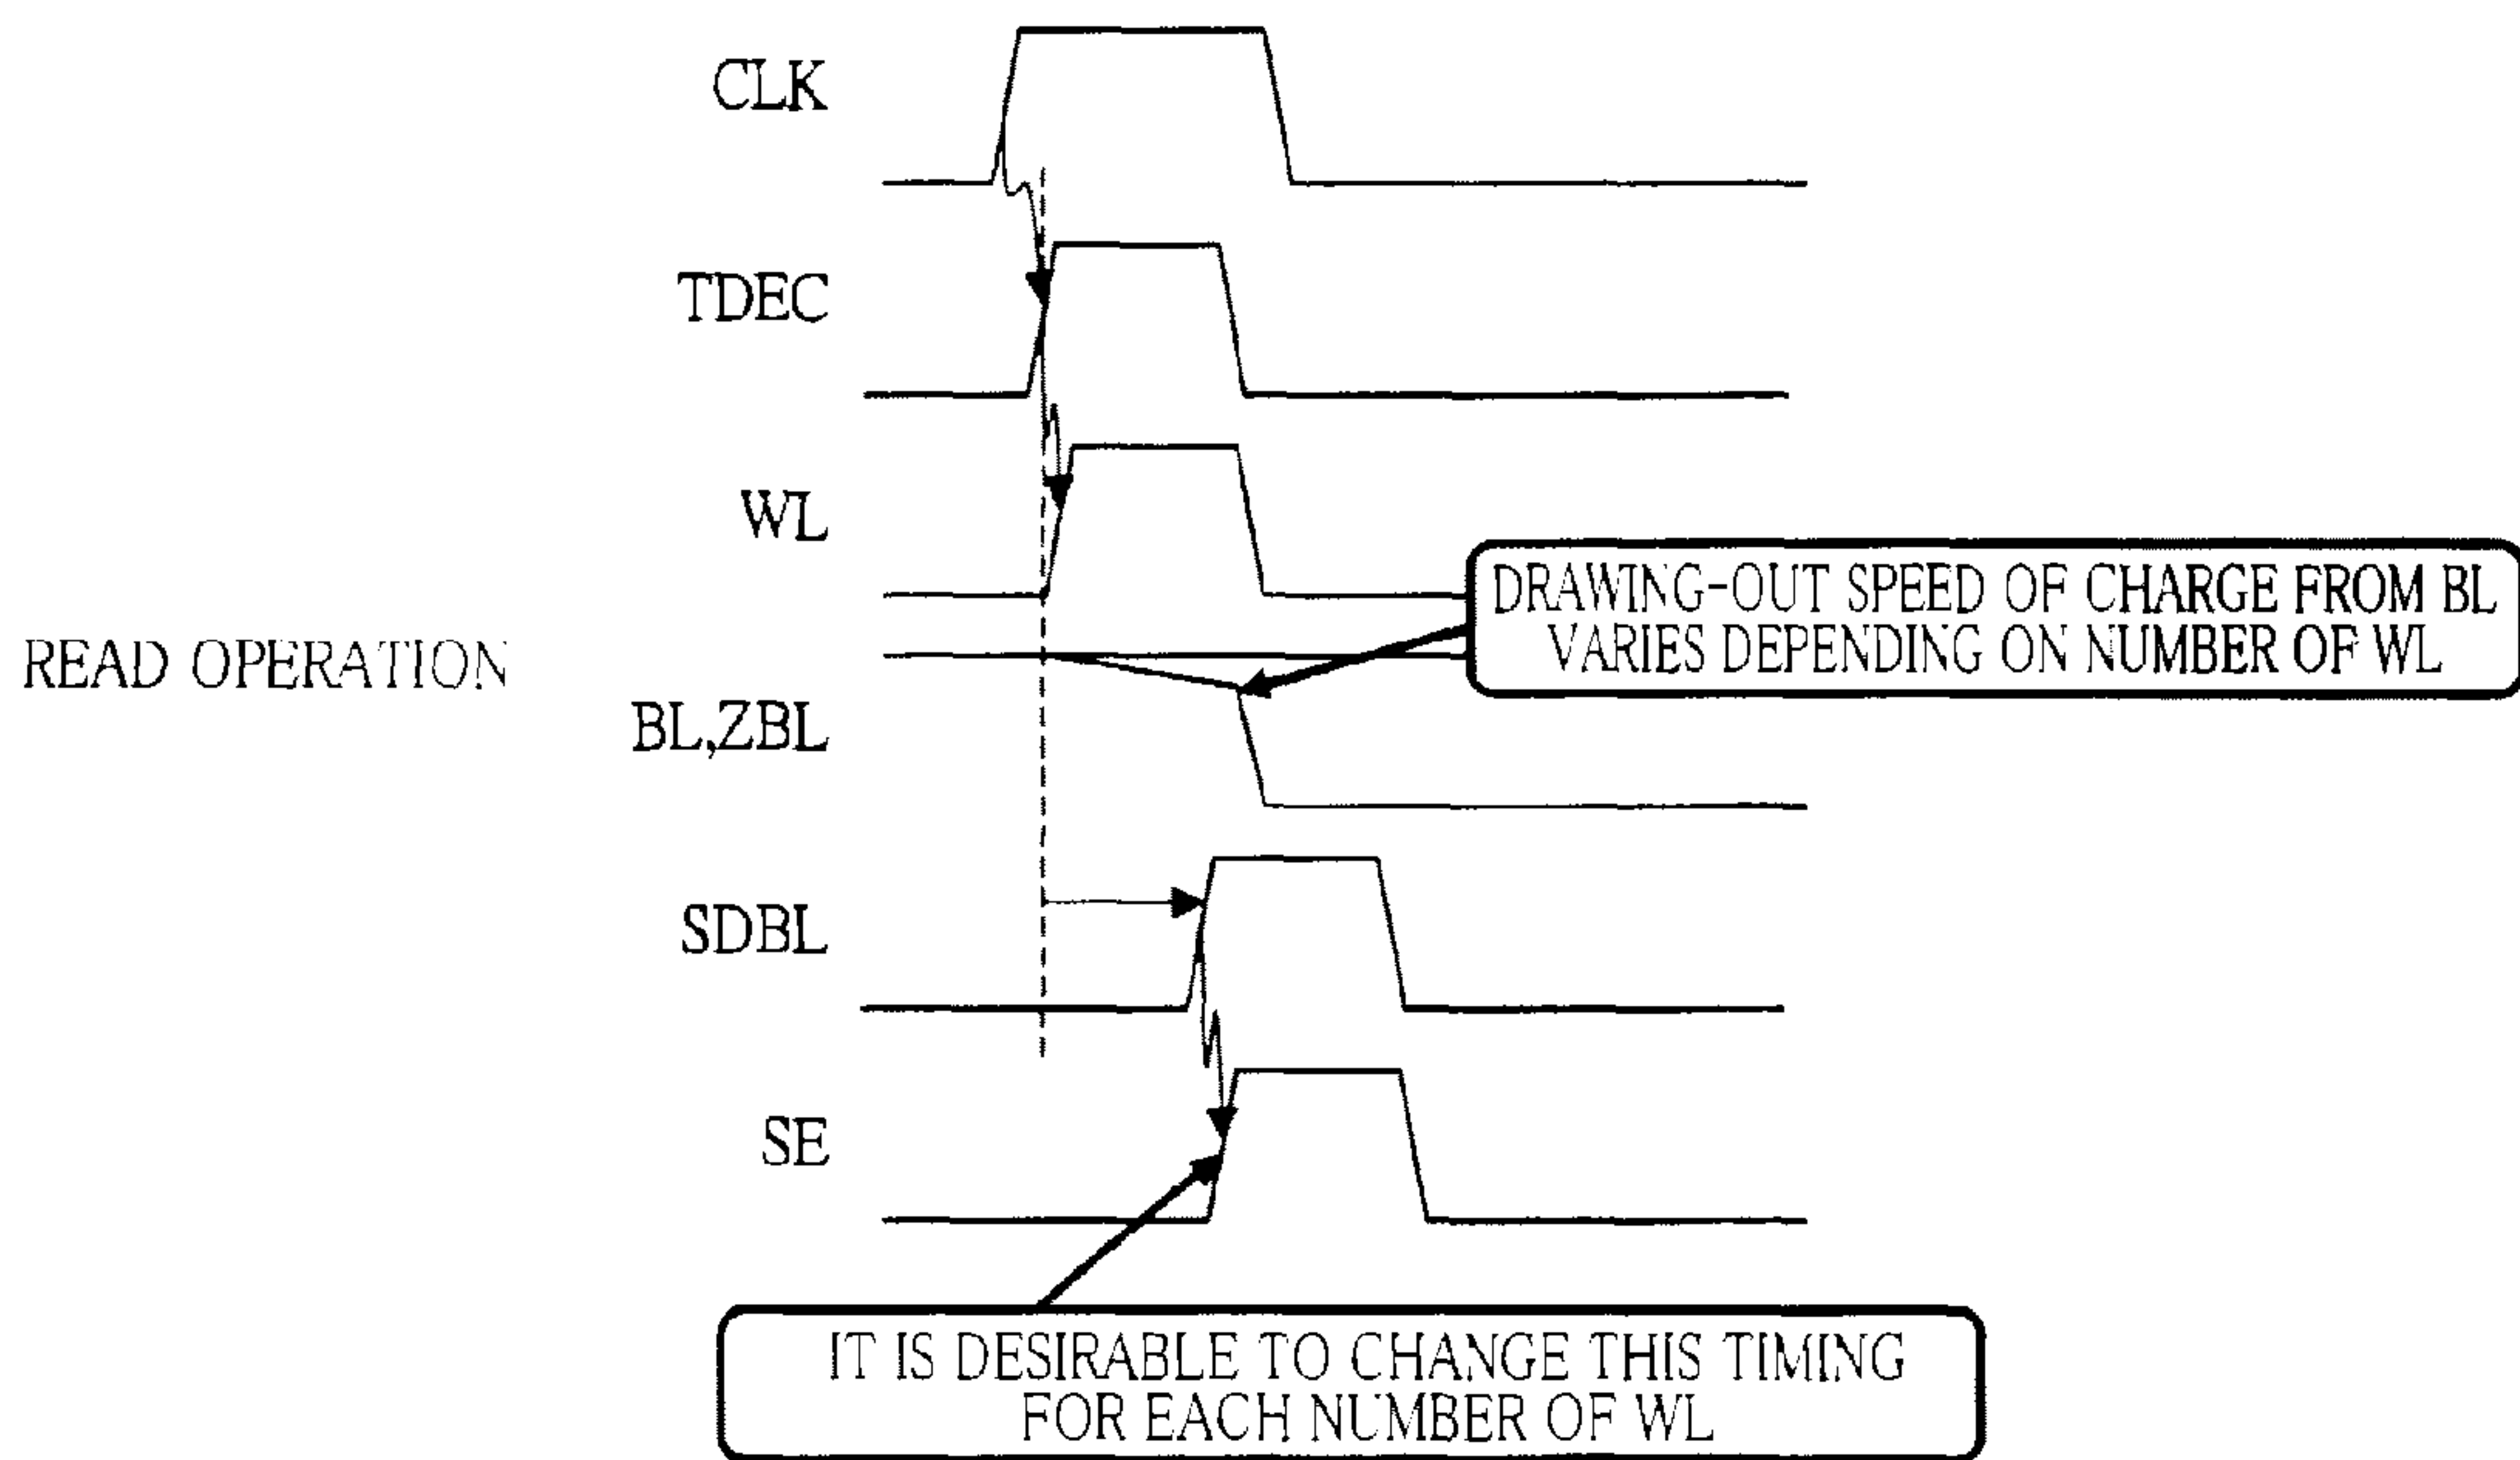 CLK
TDEC
WL
DRAWING-OUT SPEED OF CHARGE FROM BL
VARIES DEPENDING ON NUMBER OF WL
READ OPERATION
BL,ZBL
SDBL
SE
IT IS DESIRABLE TO CHANGE THIS TIMING
FOR EACH NUMBER OF WL